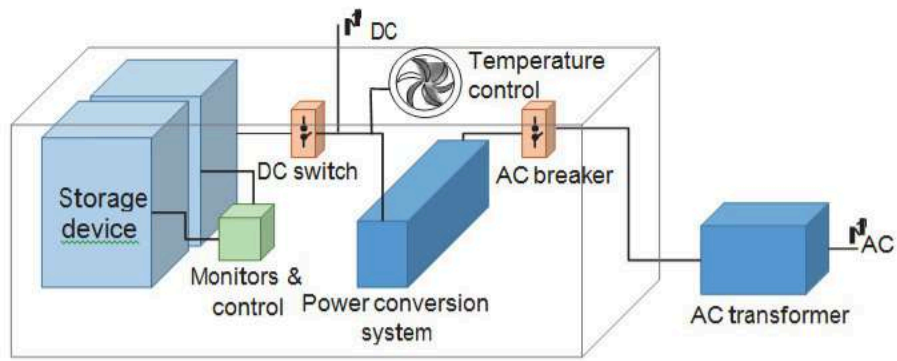 DC
Temperature
control
DC switch
AC breaker
Storage
device
Monitors &
control
Power conversion
system
AC
AC transformer